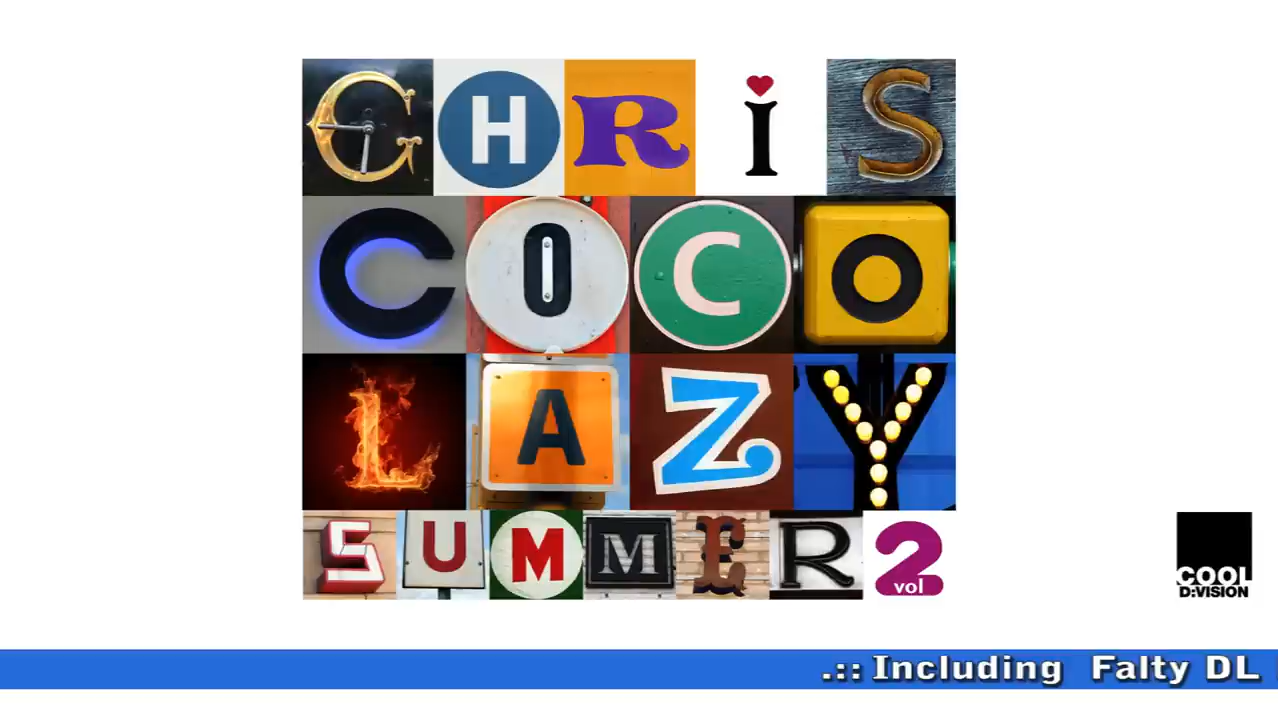 CHRiS
COCO
LAZY
SUMMER 2
vol
COOL
D:VISION
.:: Including Falty DL